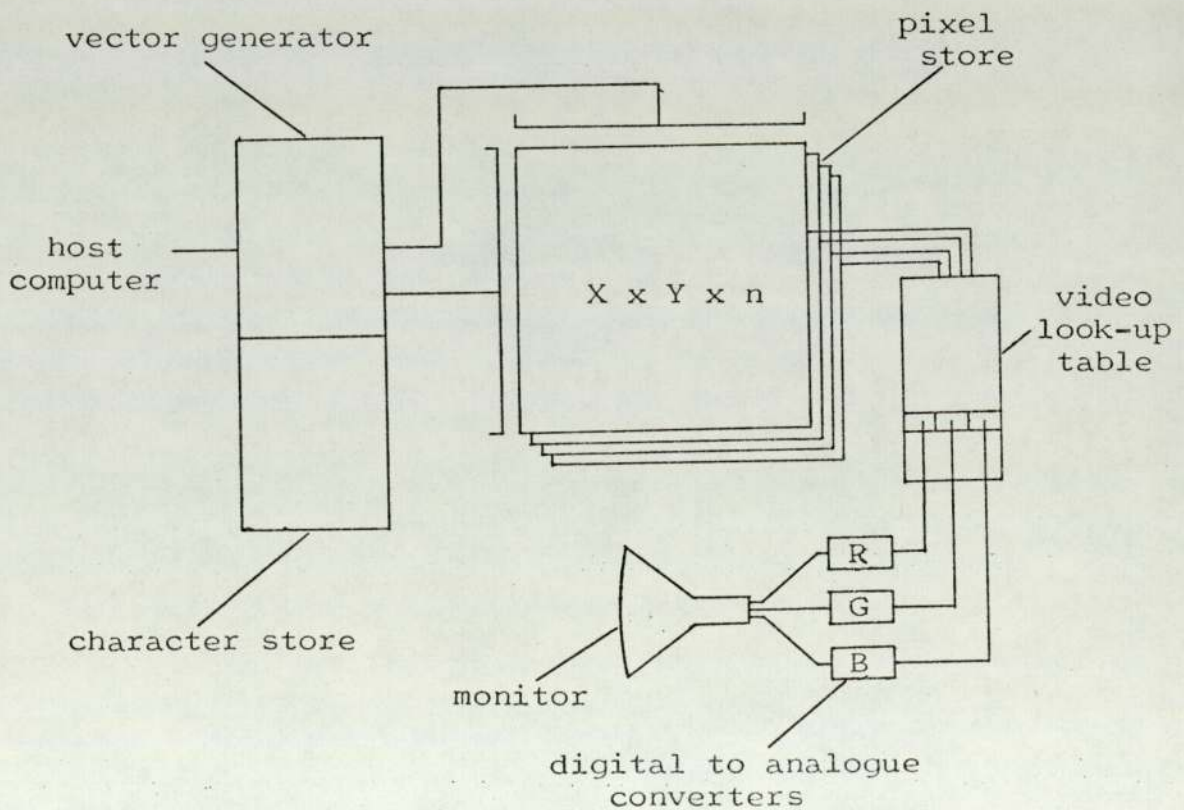 vector generator
pixel
store
host
computer
X x Y x n
video
look-up
table
R
G
B
character store
monitor
digital to analogue
converters